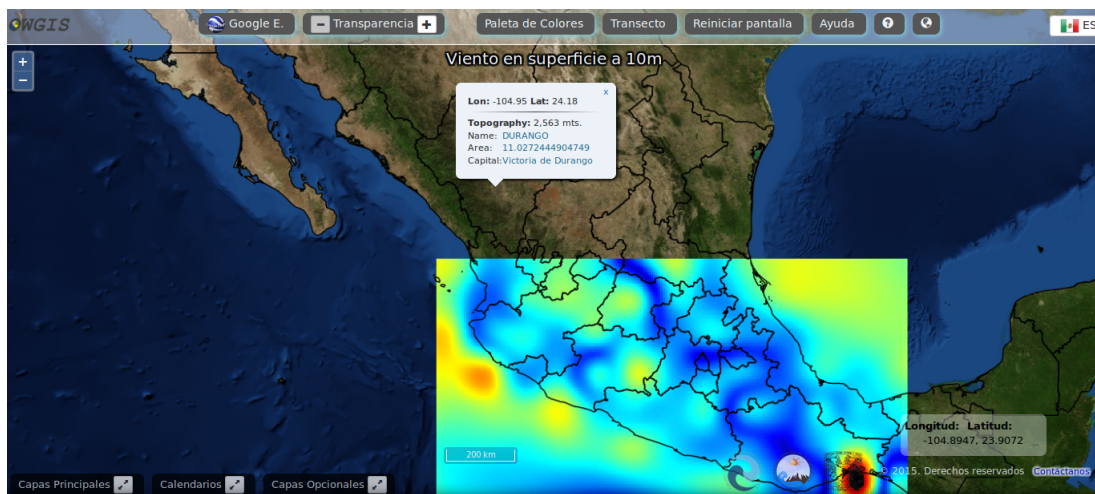 OWGIS
Google E.
− Transparencia +
Paleta de Colores
Transecto
Reiniciar pantalla
Ayuda
?
ES
+
−
Viento en superficie a 10m
x
Lon: -104.95 Lat: 24.18
Topography: 2,563 mts.
Name: DURANGO
Area: 11.0272444904749
Capital:Victoria de Durango
Longitud: Latitud:
-104.8947, 23.9072
200 km
© 2015. Derechos reservados Contáctanos
Capas Principales
Calendarios
Capas Opcionales